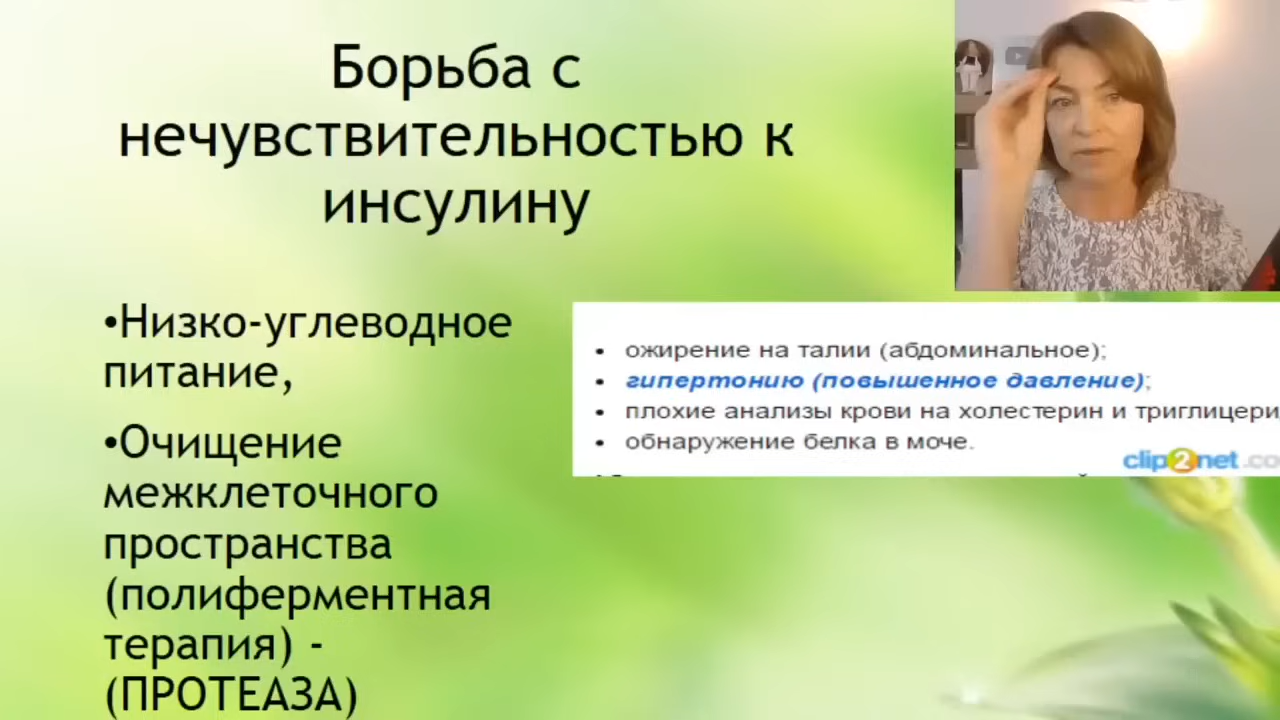 Борьба с
нечувствительностью к
инсулину
•Низко-углеводное
питание,
•Очищение
межклеточного
пространства
(полиферментная
терапия) -
(ПРОТЕАЗА)
• ожирение на талии (абдоминальное);
• гипертонию (повышенное давление);
• плохие анализы крови на холестерин и триглицери
• обнаружение белка в моче.
clip2net.co